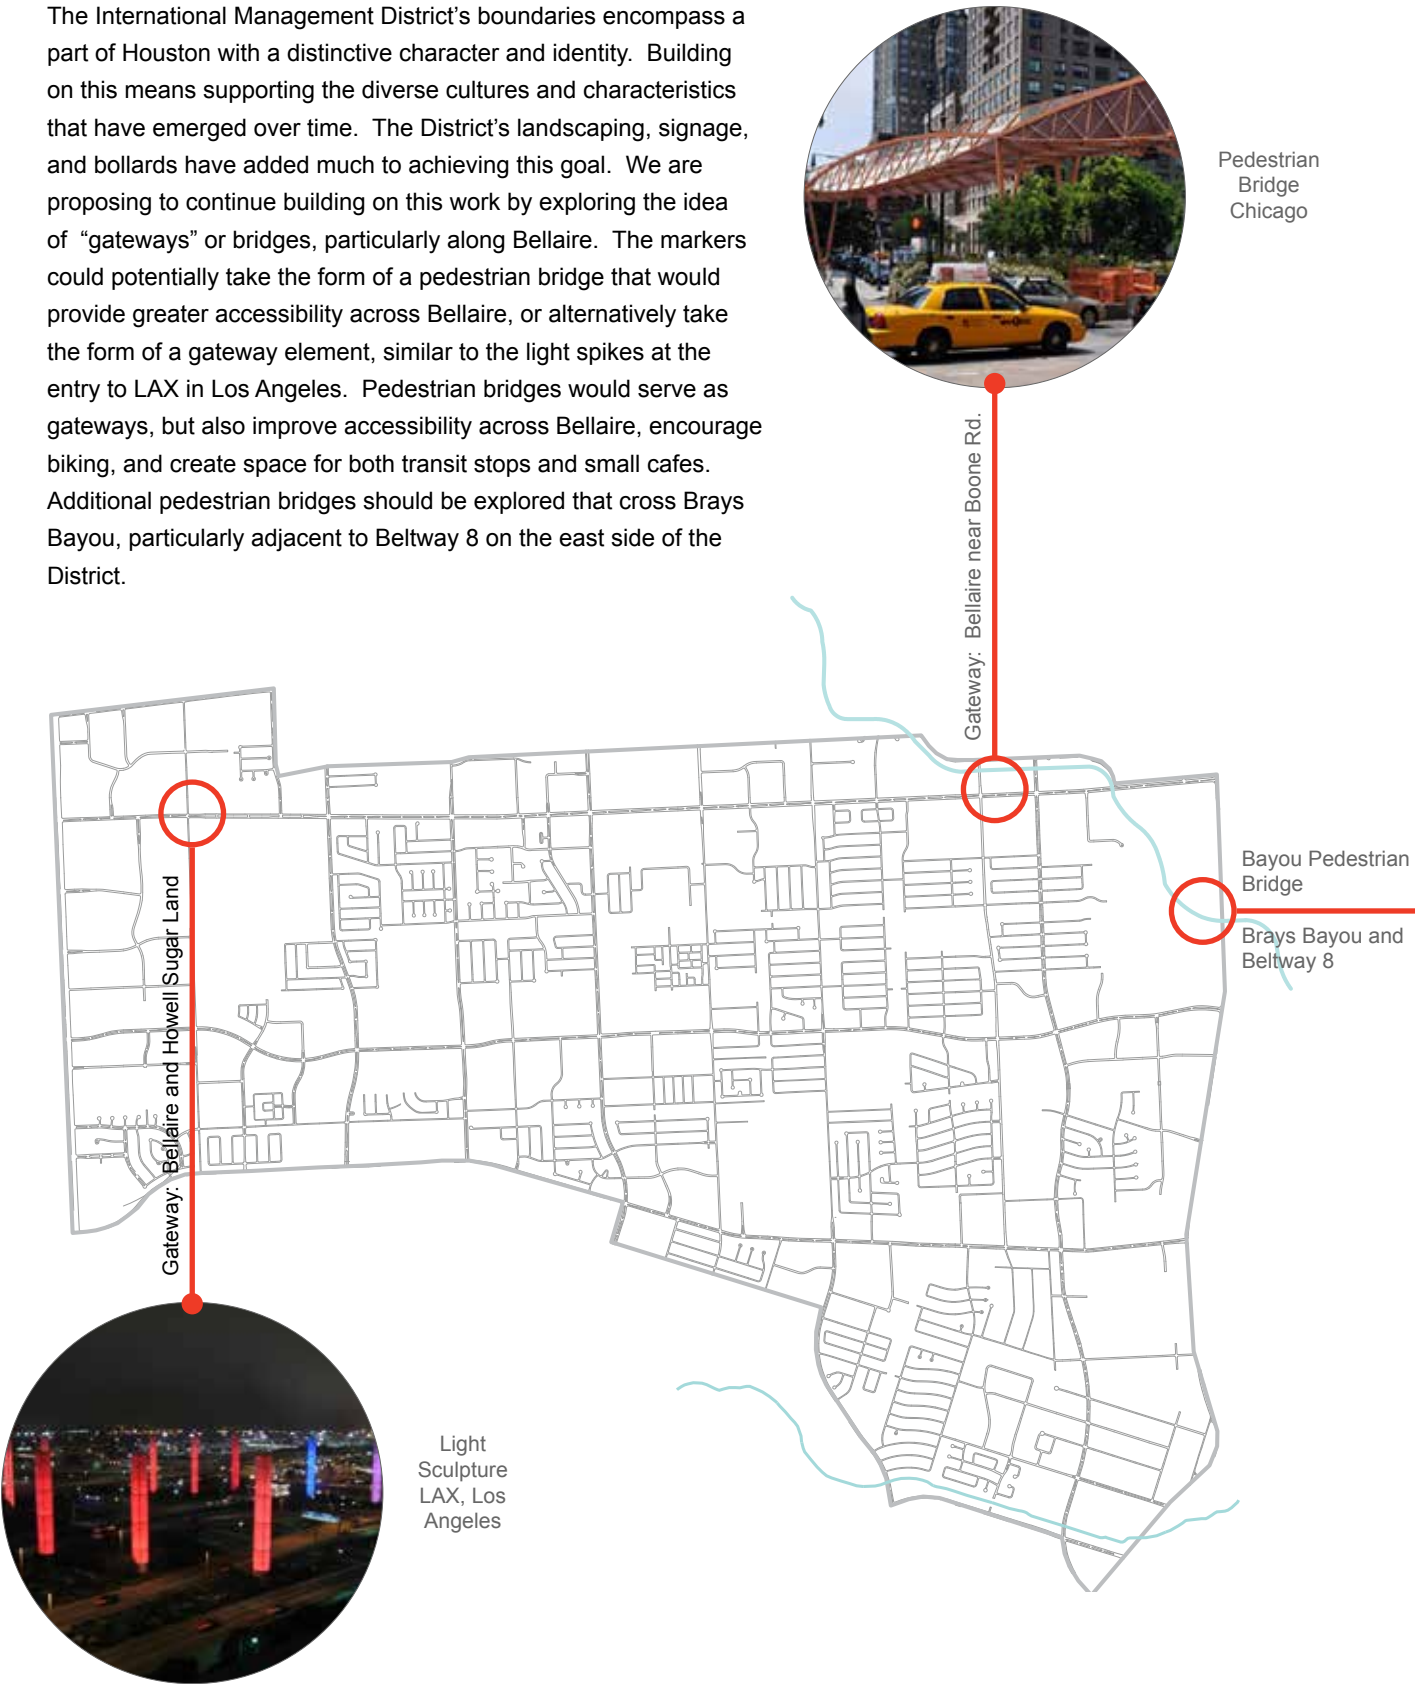 The International Management District’s boundaries encompass a
part of Houston with a distinctive character and identity.  Building
on this means supporting the diverse cultures and characteristics
that have emerged over time.  The District’s landscaping, signage,
and bollards have added much to achieving this goal.  We are
proposing to continue building on this work by exploring the idea
of  “gateways” or bridges, particularly along Bellaire.  The markers
could potentially take the form of a pedestrian bridge that would
provide greater accessibility across Bellaire, or alternatively take
the form of a gateway element, similar to the light spikes at the
entry to LAX in Los Angeles.  Pedestrian bridges would serve as
gateways, but also improve accessibility across Bellaire, encourage
biking, and create space for both transit stops and small cafes.
Additional pedestrian bridges should be explored that cross Brays
Bayou, particularly adjacent to Beltway 8 on the east side of the
District.
Pedestrian
Bridge
Chicago
Gateway:  Bellaire near Boone Rd.
Bayou Pedestrian
Bridge
Brays Bayou and
Beltway 8
Gateway:  Bellaire and Howell Sugar Land
Light
Sculpture
LAX, Los
Angeles